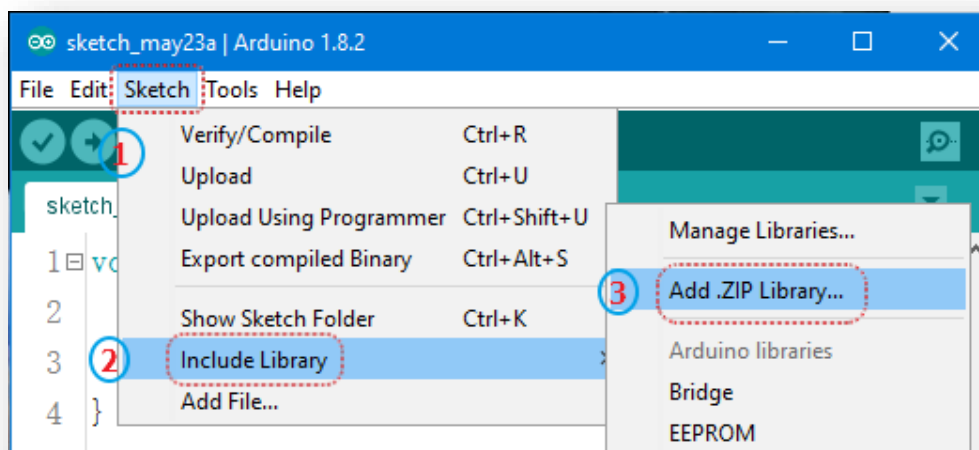 sketch_may23a | Arduino 1.8.2
File Edit Sketch Tools Help
1
Verify/Compile Ctrl+R
Upload Ctrl+U
sketch_
Upload Using Programmer Ctrl+Shift+U
Manage Libraries...
1 vo
Export compiled Binary Ctrl+Alt+S
3 Add .ZIP Library...
2
Show Sketch Folder Ctrl+K
Arduino libraries
3 2 Include Library
Bridge
4 } Add File...
EEPROM